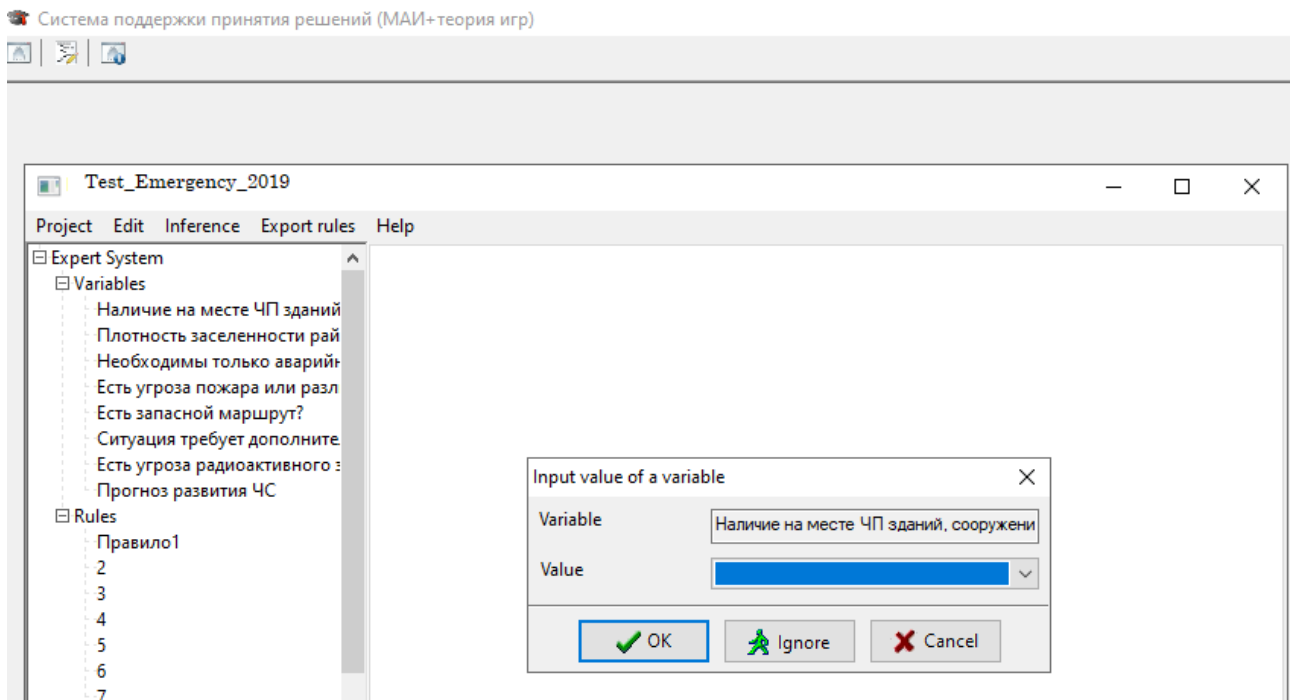 Система поддержки принятия решений (МАИ+теория игр)
Test_Emergency_2019
Project Edit Inference Export rules Help
Expert System
Variables
Наличие на месте ЧП зданий
Плотность заселенности рай
Необходимы только аварийн
Есть угроза пожара или разл
Есть запасной маршрут?
Ситуация требует дополните
Есть угроза радиоактивного з
Прогноз развития ЧС
Rules
Правило1
2
3
4
5
6
7
Input value of a variable
Variable Наличие на месте ЧП зданий, сооружени
Value
OK Ignore Cancel